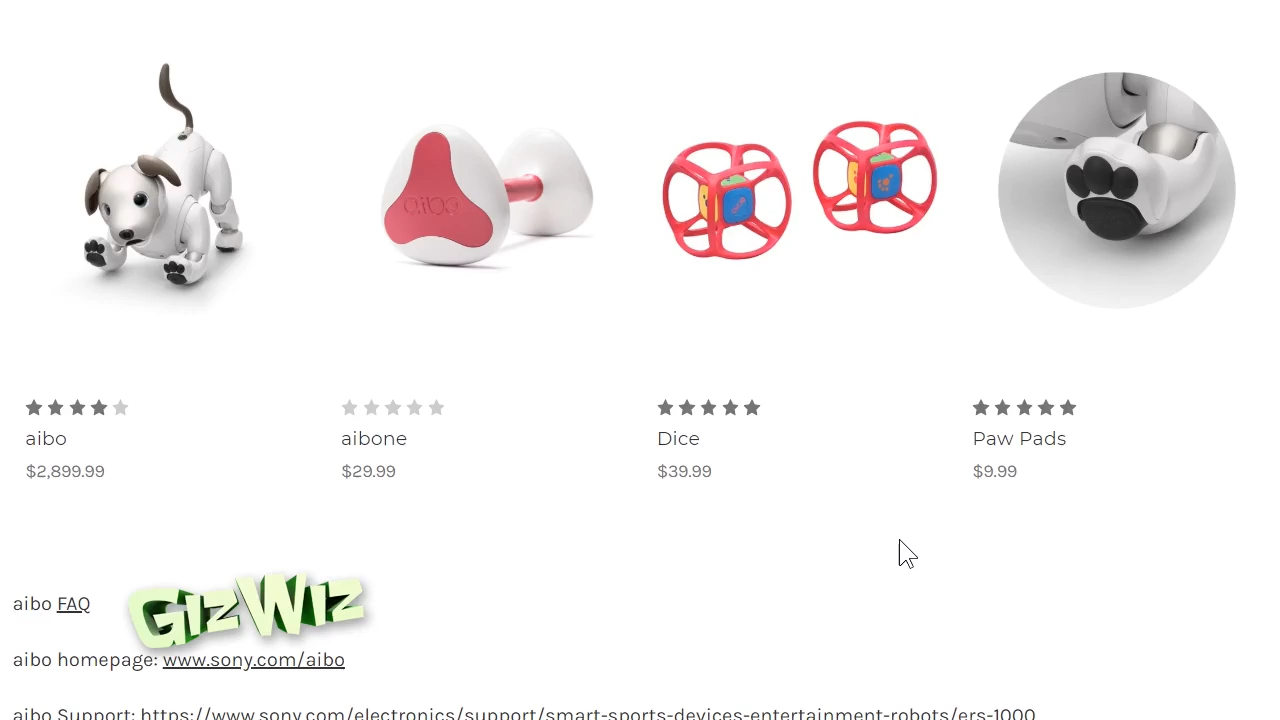 aibo
aibo
aibone
Dice
Paw Pads
$2,899.99
$29.99
$39.99
$9.99
aibo FAQ
GizWiz
aibo homepage: www.sony.com/aibo
aibo Support: https://www.sony.com/electronics/support/smart-sports-devices-entertainment-robots/ers-1000